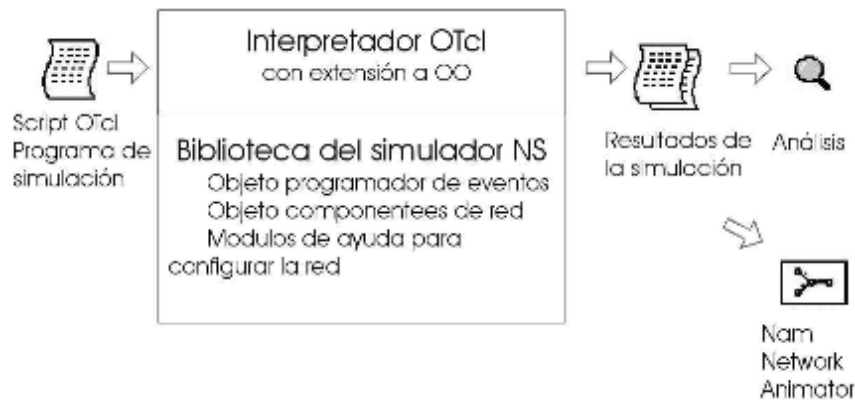 Script OTcl
Programa de
simulación
Interpretador OTcl
con extensión a OO
Biblioteca del simulador NS
Objeto programador de eventos
Objeto componentees de red
Modulos de ayuda para
configurar la red
Resultados de
la simulación
Análisis
Nam
Network
Animator